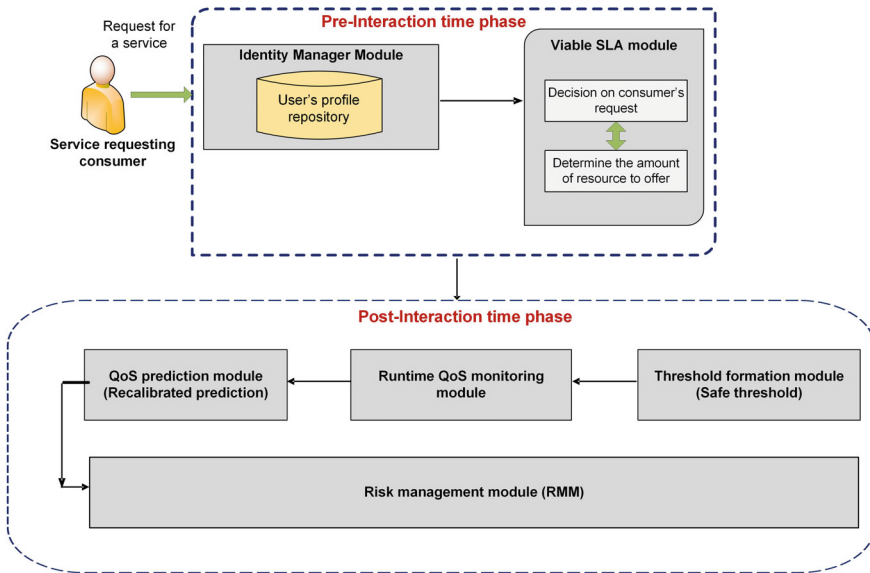 Request for
a service
Service requesting
consumer
Pre-Interaction time phase
Identity Manager Module
User's profile
repository
Viable SLA module
Decision on consumer's
request
Determine the amount
of resource to offer
Post-Interaction time phase
QoS prediction module
(Recalibrated prediction)
Runtime QoS monitoring
module
Threshold formation module
(Safe threshold)
Risk management module (RMM)